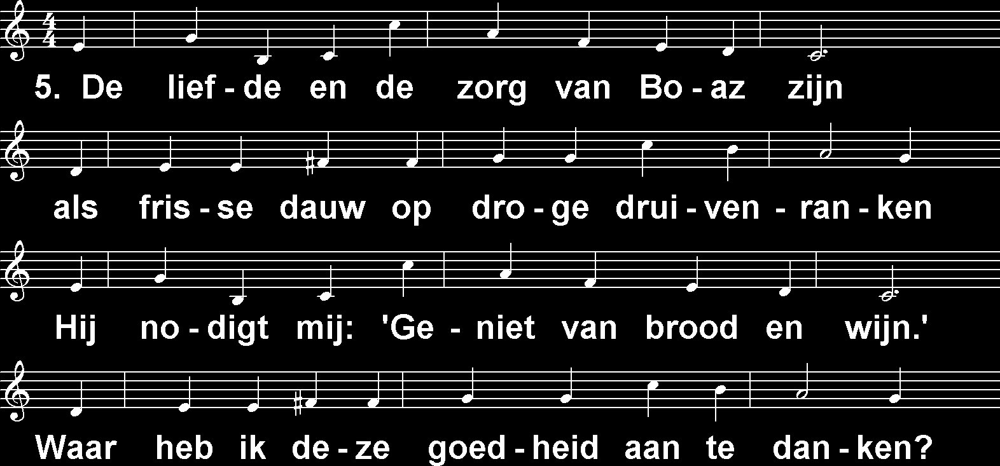 5. De lief - de en de zorg van Bo - az zijn
als fris - se dauw op dro - ge drui - ven - ran - ken
Hij no - digt mij: 'Ge - niet van brood en wijn.'
Waar heb ik de - ze goed - heid aan te dan - ken?